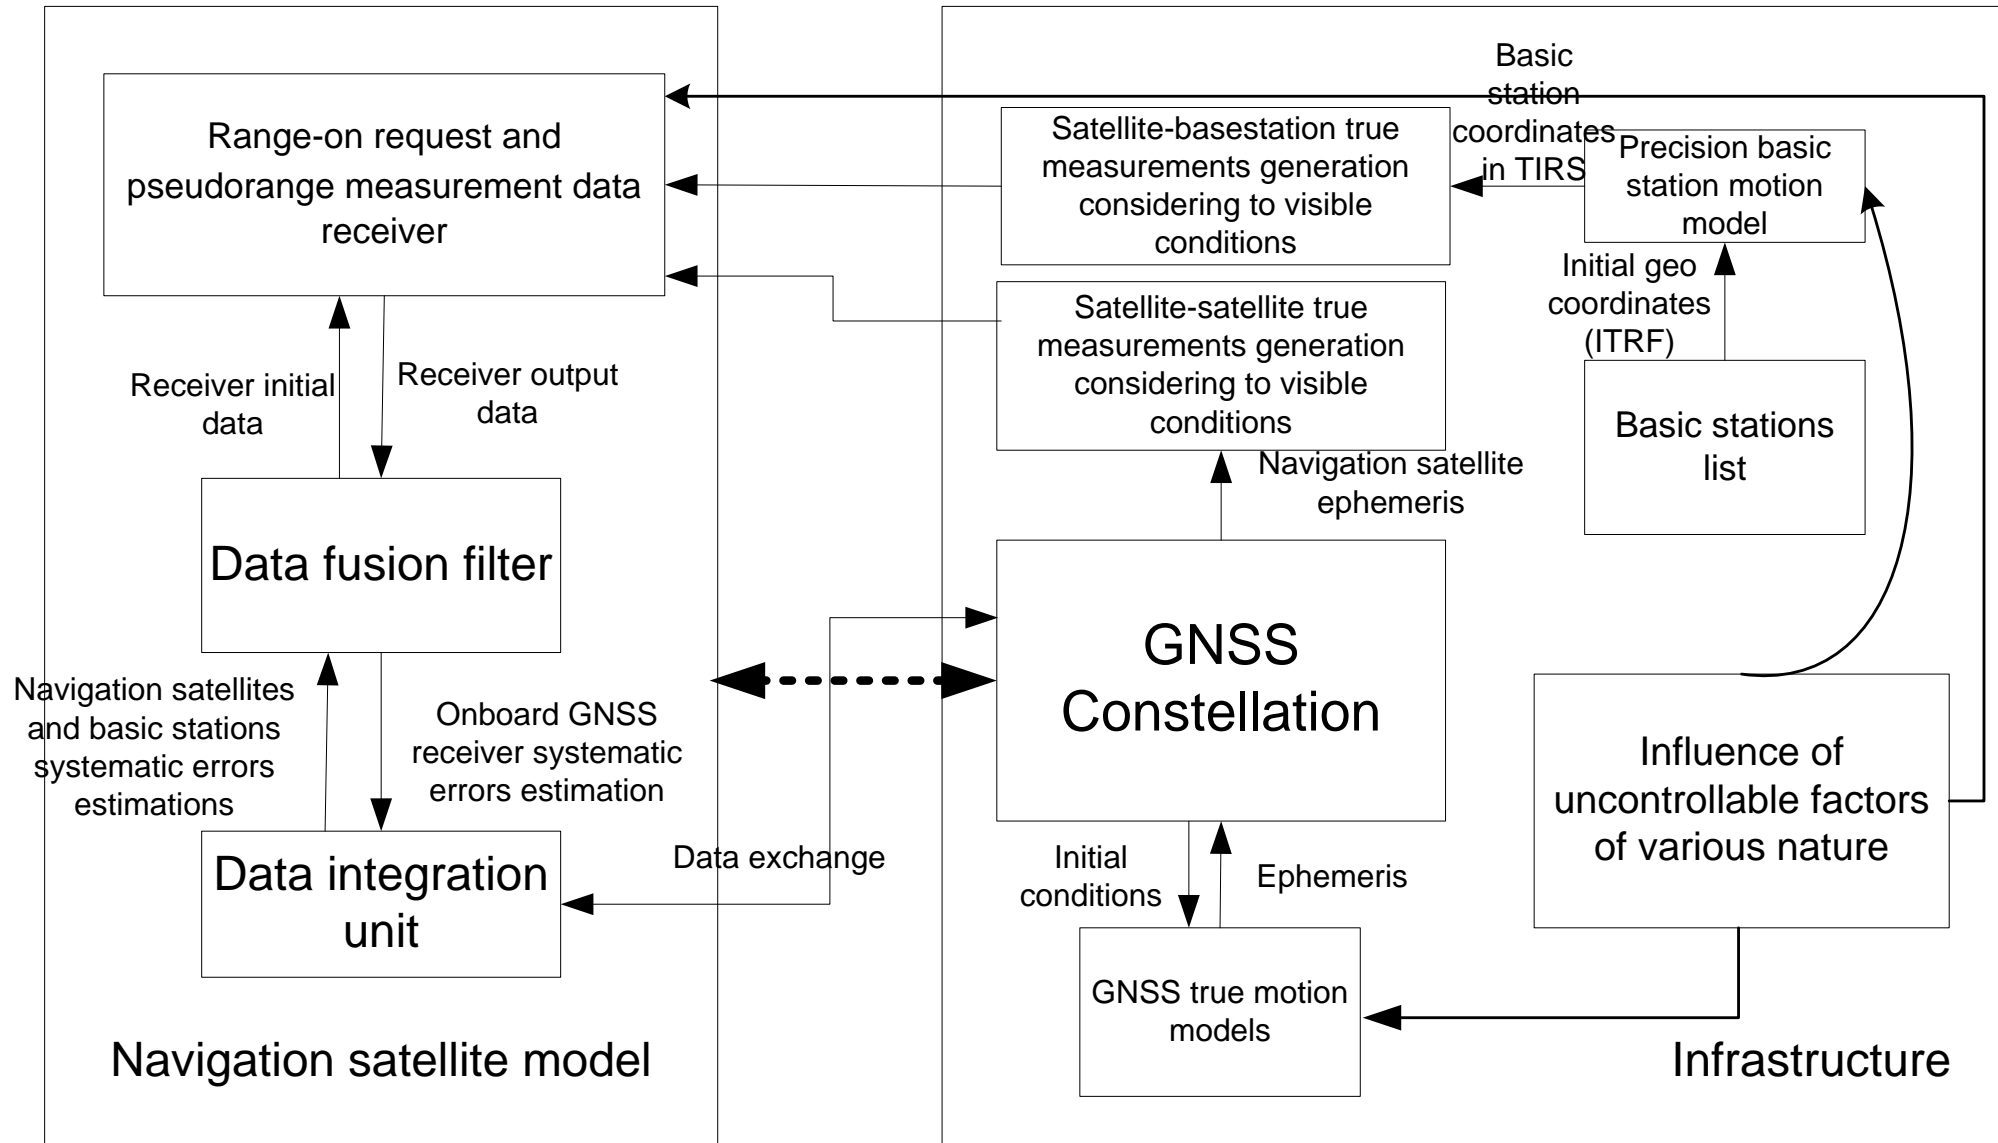 Range-on request and
pseudorange measurement data
receiver
Receiver initial
data
Receiver output
data
Data fusion filter
Navigation satellites
and basic stations
systematic errors
estimations
Onboard GNSS
receiver systematic
errors estimation
Data integration
unit
Navigation satellite model
Data exchange
Satellite-basestation true
measurements generation
considering to visible
conditions
Basic
station
coordinates
in TIRS
Precision basic
station motion
model
Satellite-satellite true
measurements generation
considering to visible
conditions
Initial geo
coordinates
(ITRF)
Basic stations
list
Navigation satellite
ephemeris
GNSS
Constellation
Influence of
uncontrollable factors
of various nature
Initial
conditions
Ephemeris
GNSS true motion
models
Infrastructure